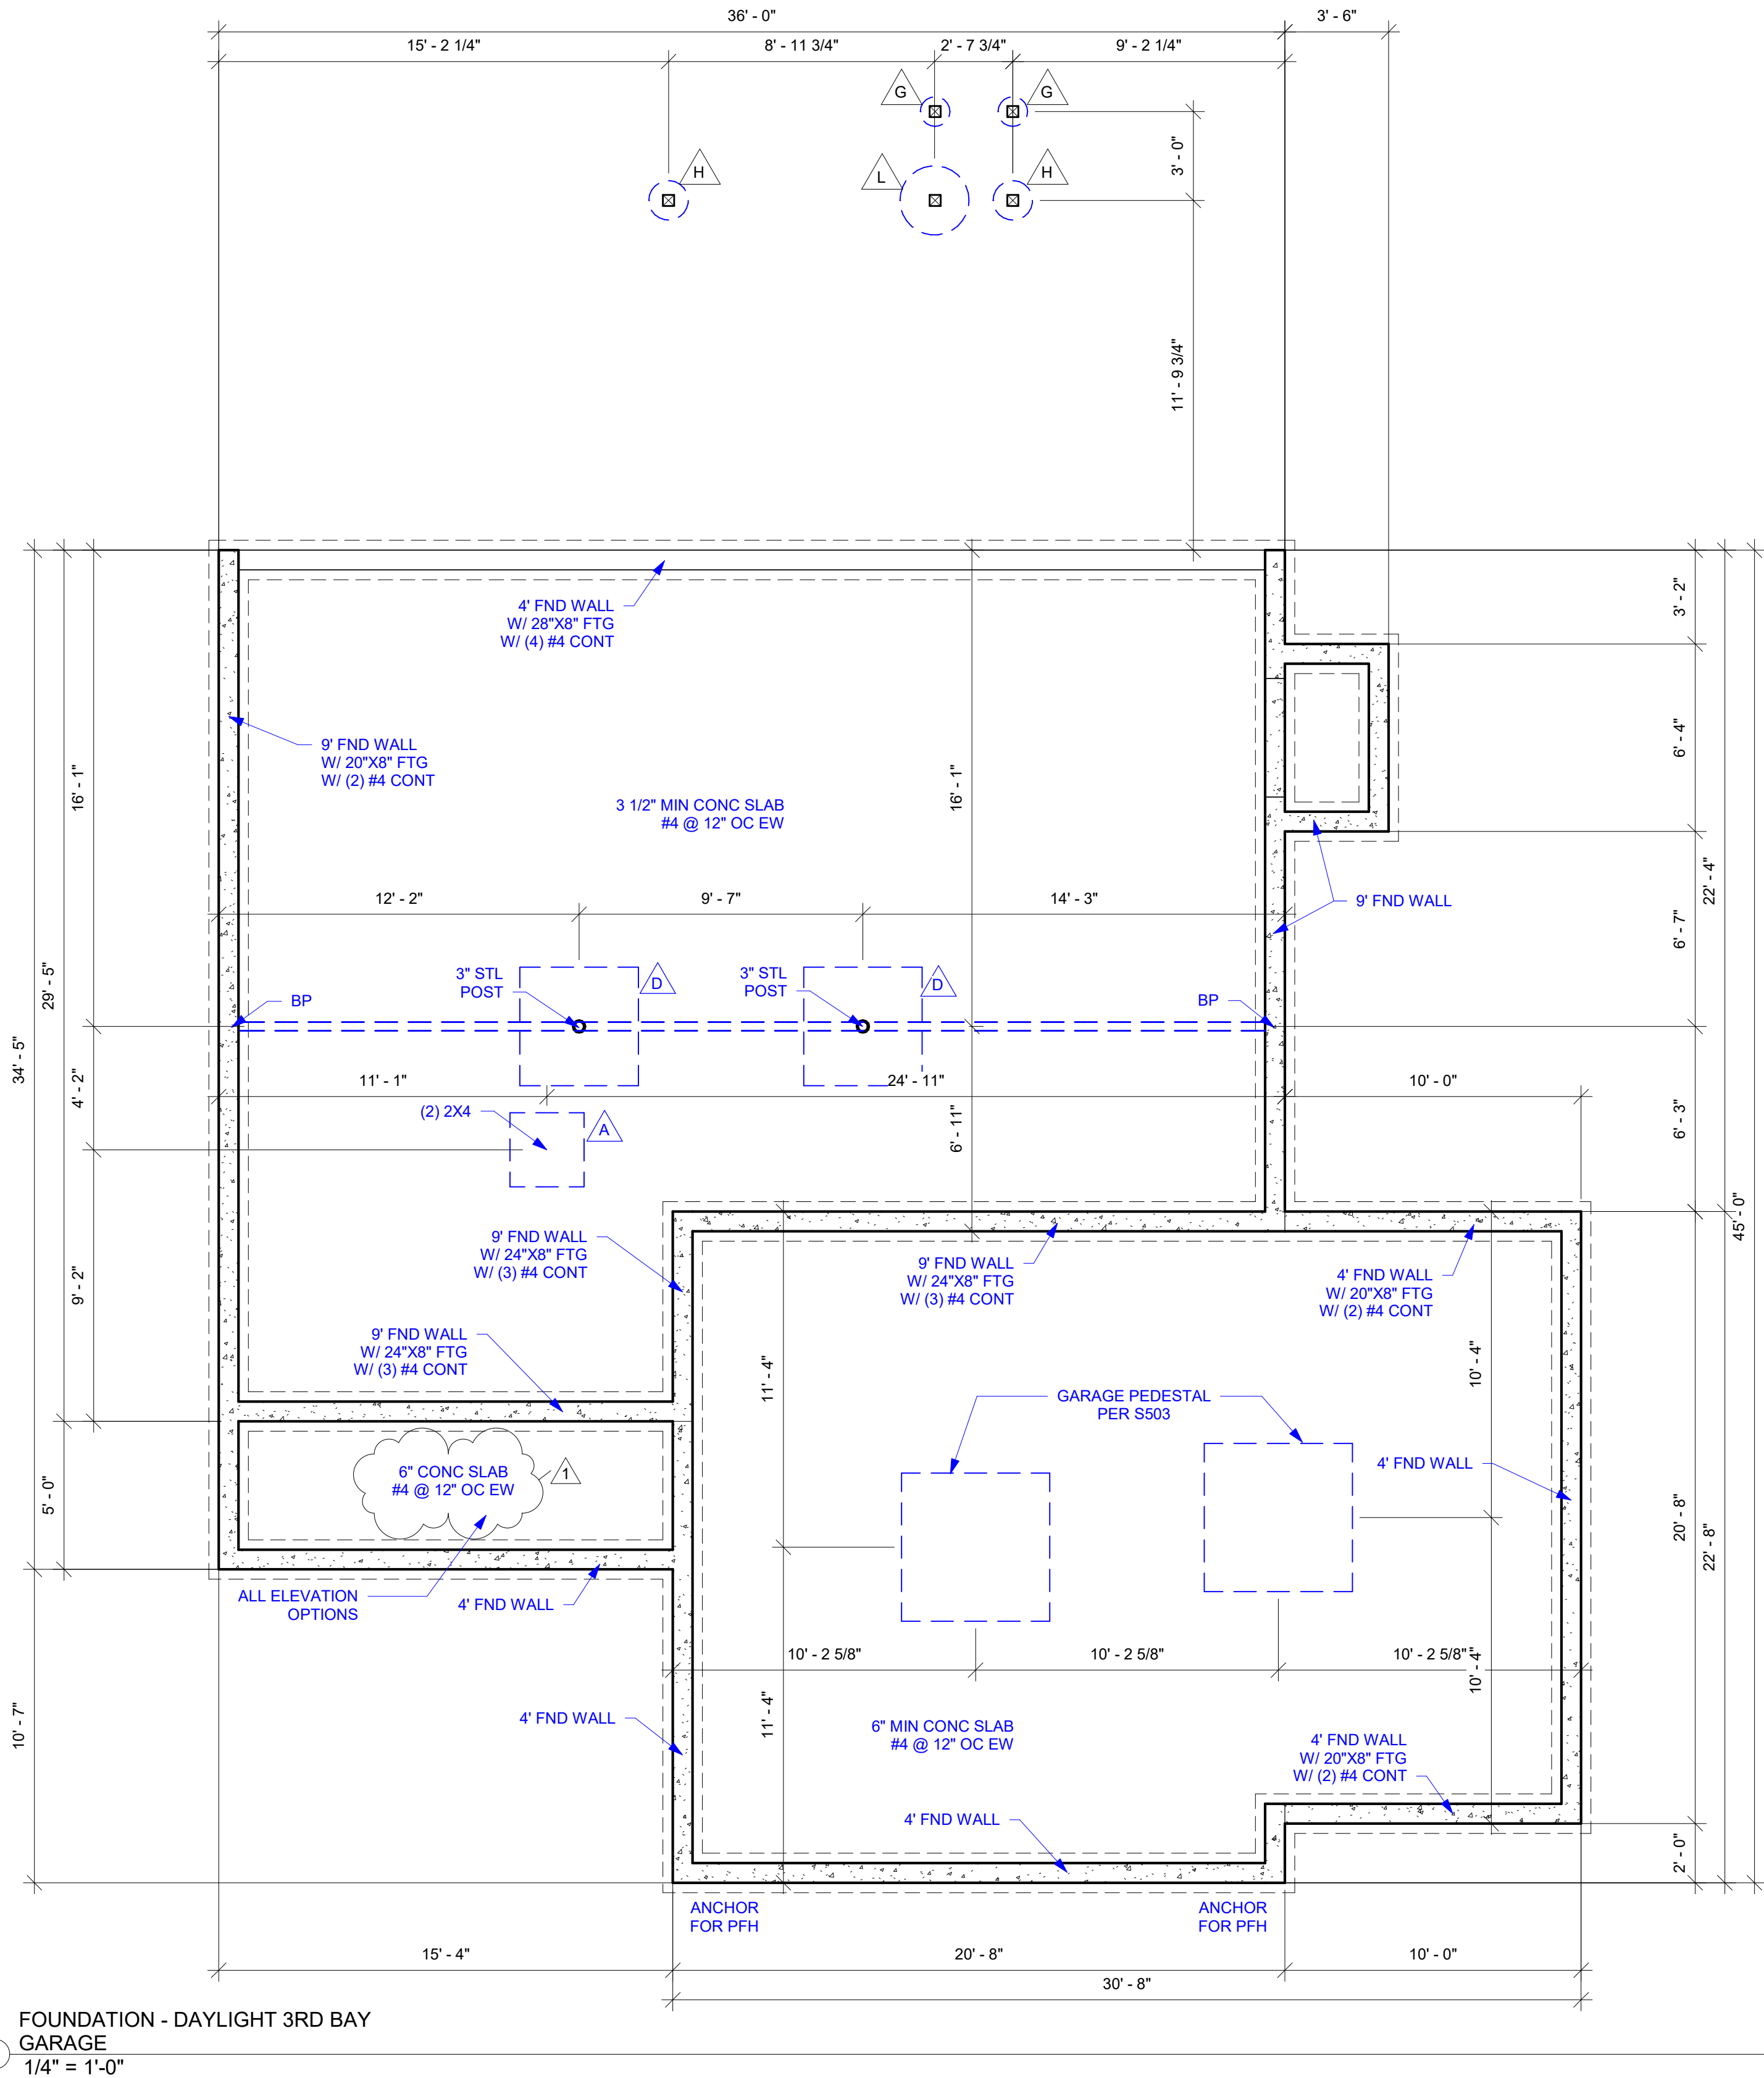 36' - 0"
3' - 6"
15' - 2 1/4"
8' - 11 3/4"
2' - 7 3/4"
9' - 2 1/4"
G
G
3' - 0"
H
L
H
11' - 9 3/4"
4' FND WALL
W/ 28"X8" FTG
W/ (4) #4 CONT
3' - 2"
9' FND WALL
W/ 20"X8" FTG
W/ (2) #4 CONT
6' - 4"
16' - 1"
16' - 1"
3 1/2" MIN CONC SLAB
#4 @ 12" OC EW
22' - 4"
12' - 2"
9' - 7"
14' - 3"
9' FND WALL
6' - 7"
29' - 5"
3" STL
POST
D
3" STL
POST
D
BP
BP
34' - 5"
4' - 2"
11' - 1"
24' - 11"
10' - 0"
(2) 2X4
A
6' - 11"
6' - 3"
45' - 0"
9' - 2"
9' FND WALL
W/ 24"X8" FTG
W/ (3) #4 CONT
9' FND WALL
W/ 24"X8" FTG
W/ (3) #4 CONT
4' FND WALL
W/ 20"X8" FTG
W/ (2) #4 CONT
9' FND WALL
W/ 24"X8" FTG
W/ (3) #4 CONT
11' - 4"
10' - 4"
GARAGE PEDESTAL
PER S503
4' FND WALL
6" CONC SLAB
#4 @ 12" OC EW
1
5' - 0"
20' - 8"
22' - 8"
ALL ELEVATION
OPTIONS
4' FND WALL
10' - 2 5/8"
10' - 2 5/8"
10' - 2 5/8"
10' - 4"
10' - 7"
4' FND WALL
11' - 4"
6" MIN CONC SLAB
#4 @ 12" OC EW
4' FND WALL
W/ 20"X8" FTG
W/ (2) #4 CONT
4' FND WALL
2' - 0"
ANCHOR
FOR PFH
ANCHOR
FOR PFH
15' - 4"
20' - 8"
10' - 0"
30' - 8"
FOUNDATION - DAYLIGHT 3RD BAY
GARAGE
1/4" = 1'-0"